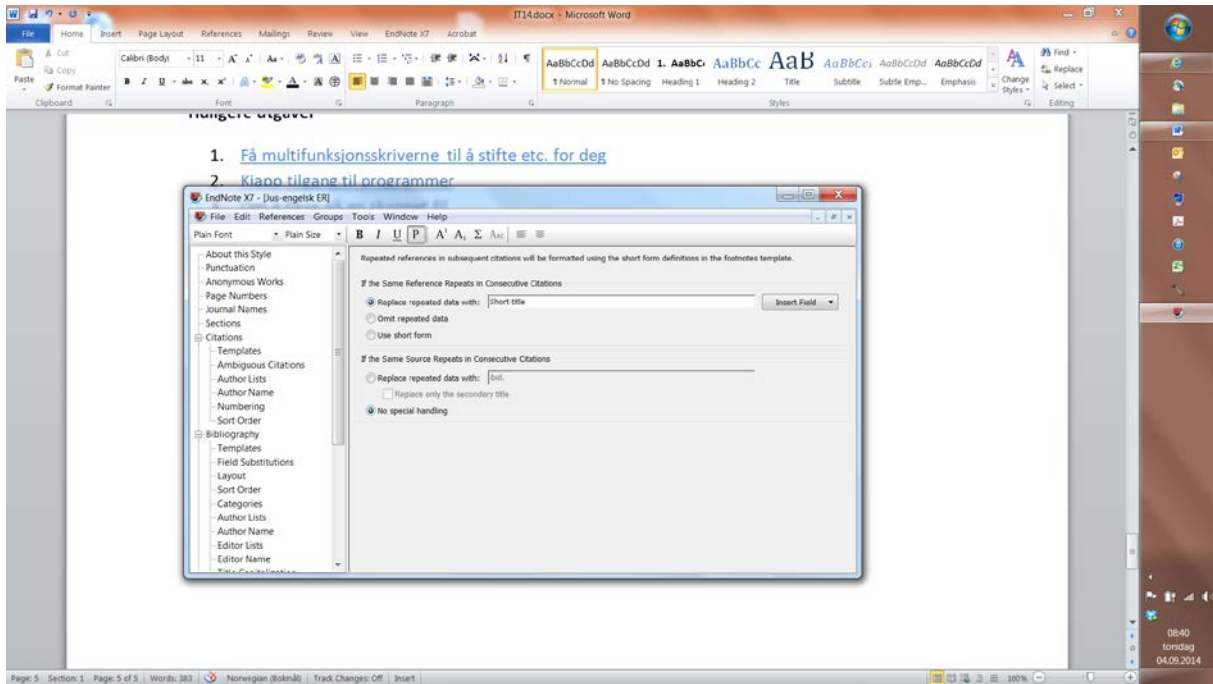 IT14.docx - Microsoft Word
File Home Insert Page Layout References Mailings Review View EndNote X7 Acrobat
Paste
Cut
Copy
Format Painter
Clipboard
Calibri (Body) 11
Font
Paragraph
AaBbCcDd AaBbCcDd 1. AaBbC AaBbCc AaB AaBbCc AaBbCcDd AaBbCcDd
¶ Normal ¶ No Spacing Heading 1 Heading 2 Title Subtitle Subtle Emp... Emphasis
Styles
Change Styles
Find
Replace
Select
Editing
utgaver
1. Få multifunksjonsskriverne til å stifte etc. for deg
2. Kjapp tilgang til programmer
EndNote X7 - [Jus-engelsk ER]
File Edit References Groups Tools Window Help
Plain Font Plain Size B I U P A¹ A₁ Σ Abc
About this Style
Punctuation
Anonymous Works
Page Numbers
Journal Names
Sections
Citations
Templates
Ambiguous Citations
Author Lists
Author Name
Numbering
Sort Order
Bibliography
Templates
Field Substitutions
Layout
Sort Order
Categories
Author Lists
Author Name
Editor Lists
Editor Name
Title Capitalization
Repeated references in subsequent citations will be formatted using the short form definitions in the footnotes template.
If the Same Reference Repeats in Consecutive Citations
Replace repeated data with: Short title
Insert Field
Omit repeated data
Use short form
If the Same Source Repeats in Consecutive Citations
Replace repeated data with: ibid.
Replace only the secondary title
No special handling
Page: 5 Section: 1 Page: 5 of 5 Words: 383 Norwegian (Bokmål) Track Changes: Off Insert
160%
08:40
torsdag
04.09.2014